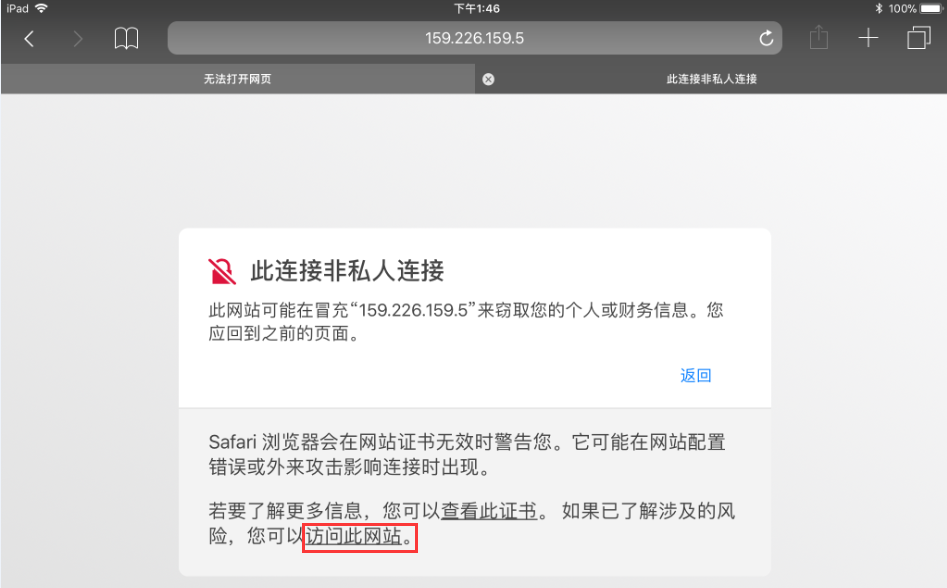 iPad 下午1:46 100%
159.226.159.5
无法打开网页 此连接非私人连接
此连接非私人连接
此网站可能在冒充“159.226.159.5”来窃取您的个人或财务信息。您
应回到之前的页面。
返回
Safari 浏览器会在网站证书无效时警告您。它可能在网站配置
错误或外来攻击影响连接时出现。
若要了解更多信息，您可以查看此证书。 如果已了解涉及的风
险，您可以访问此网站。